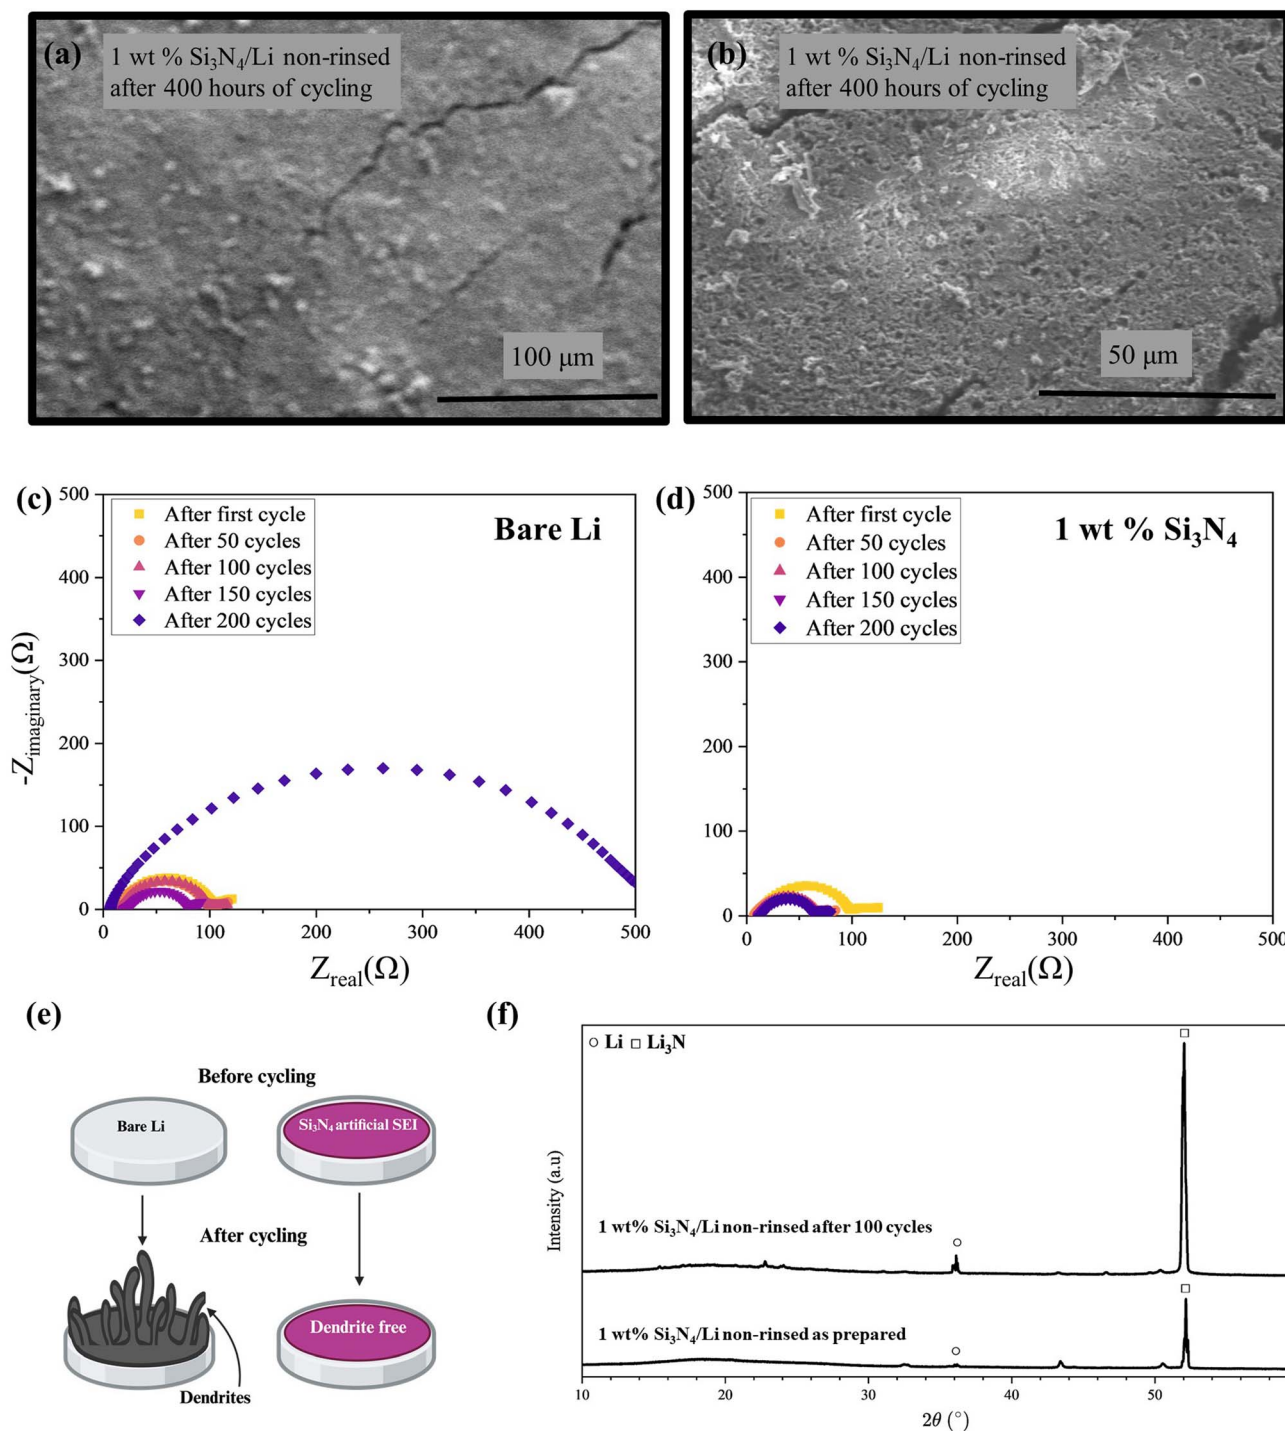 (a)
1 wt % Si₃N₄/Li non-rinsed
after 400 hours of cycling
100 μm
(b)
1 wt % Si₃N₄/Li non-rinsed
after 400 hours of cycling
50 μm
(c)
Bare Li
After first cycle
After 50 cycles
After 100 cycles
After 150 cycles
After 200 cycles
500
400
300
200
100
0
-Z_imaginary(Ω)
0 100 200 300 400 500
Z_real(Ω)
(d)
1 wt % Si₃N₄
After first cycle
After 50 cycles
After 100 cycles
After 150 cycles
After 200 cycles
500
400
300
200
100
0
0 100 200 300 400 500
Z_real(Ω)
(e)
Before cycling
Bare Li
Si₃N₄ artificial SEI
After cycling
Dendrite free
Dendrites
(f)
○ Li □ Li₃N
Intensity (a.u)
1 wt% Si₃N₄/Li non-rinsed after 100 cycles
1 wt% Si₃N₄/Li non-rinsed as prepared
10 20 30 40 50
2θ (°)